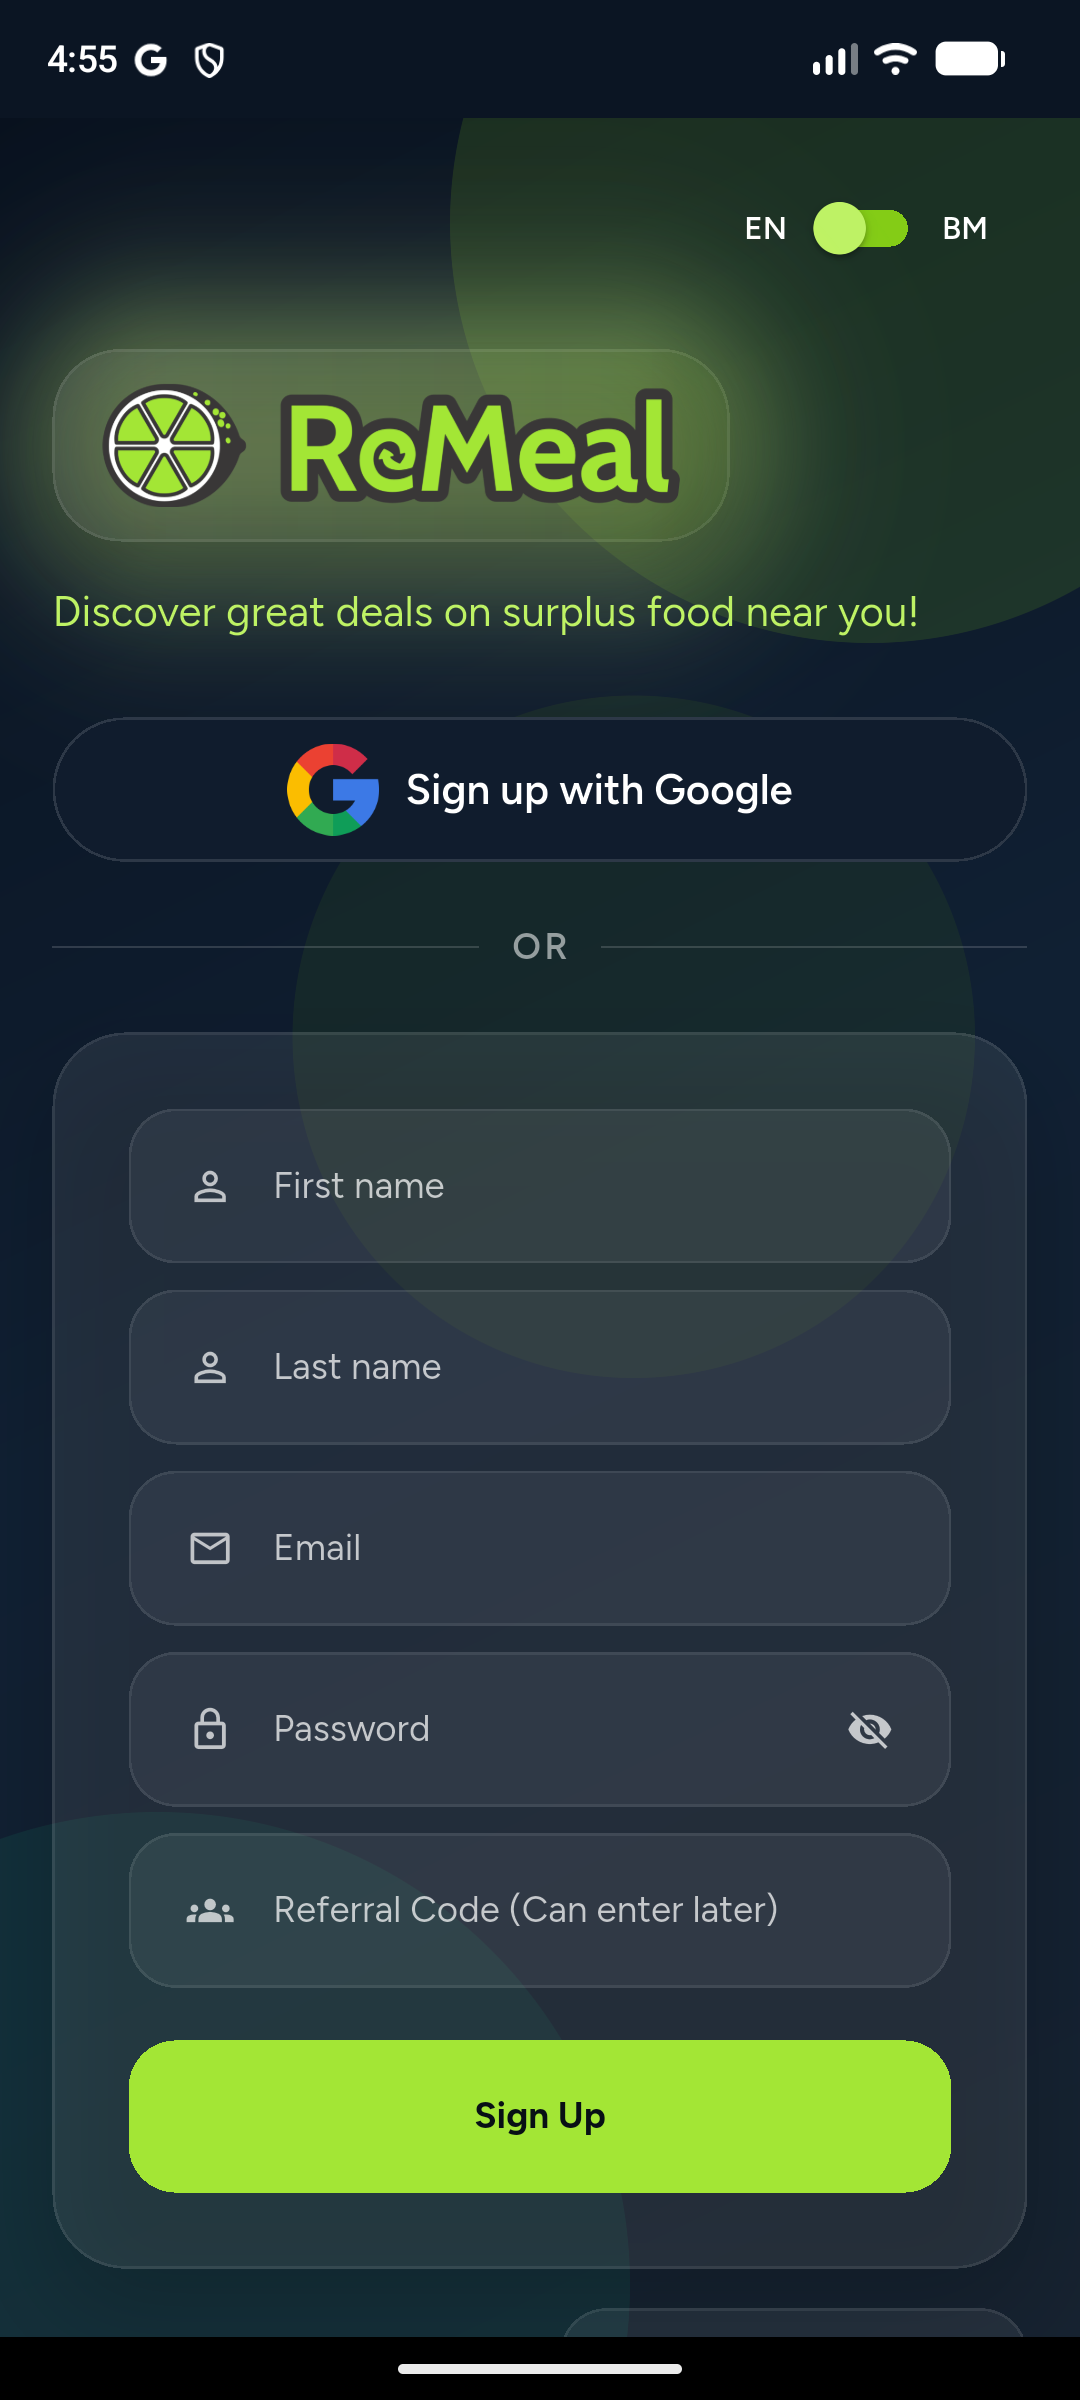 4:55
EN BM
ReMeal
Discover great deals on surplus food near you!
Sign up with Google
OR
First name
Last name
Email
Password
Referral Code (Can enter later)
Sign Up